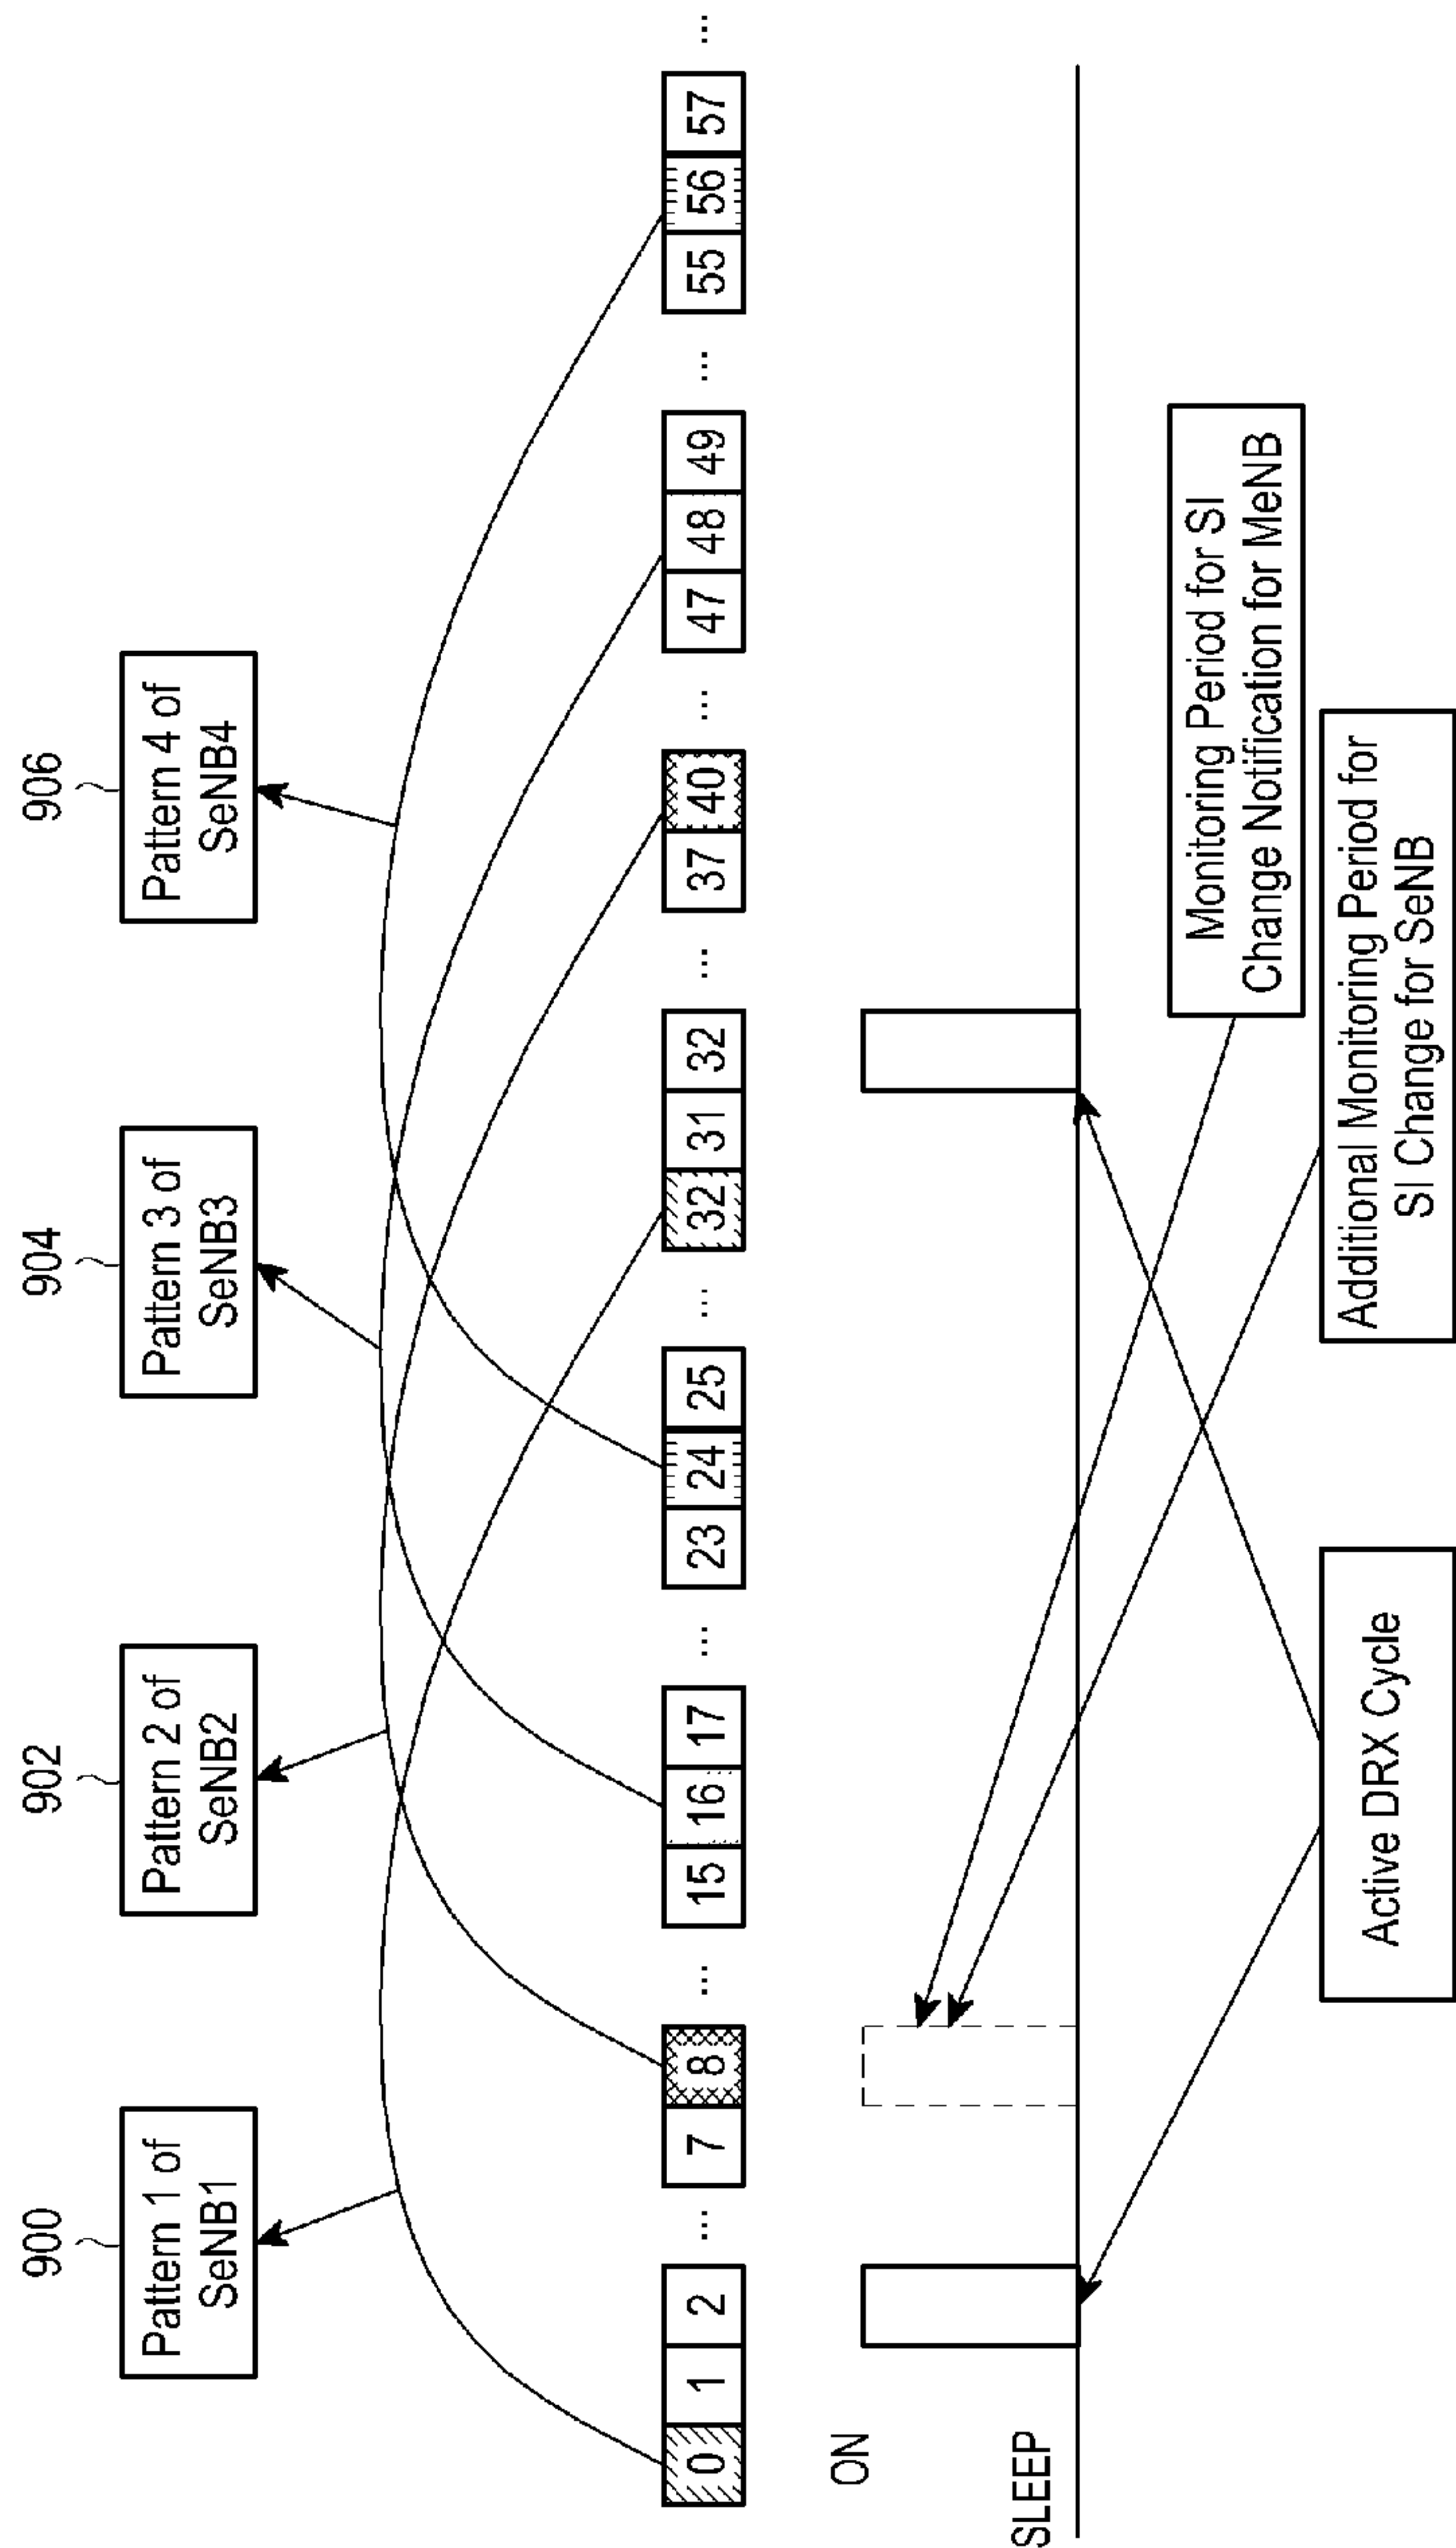 900
902
904
906
Pattern 1 of
SeNB1
Pattern 2 of
SeNB2
Pattern 3 of
SeNB3
Pattern 4 of
SeNB4
0 1 2 ... 7 8 ... 15 16 17 ... 23 24 25 ... 32 31 32 ... 37 40 ... 47 48 49 ... 55 56 57 ...
ON
SLEEP
Monitoring Period for SI
Change Notification for MeNB
Active DRX Cycle
Additional Monitoring Period for
SI Change for SeNB